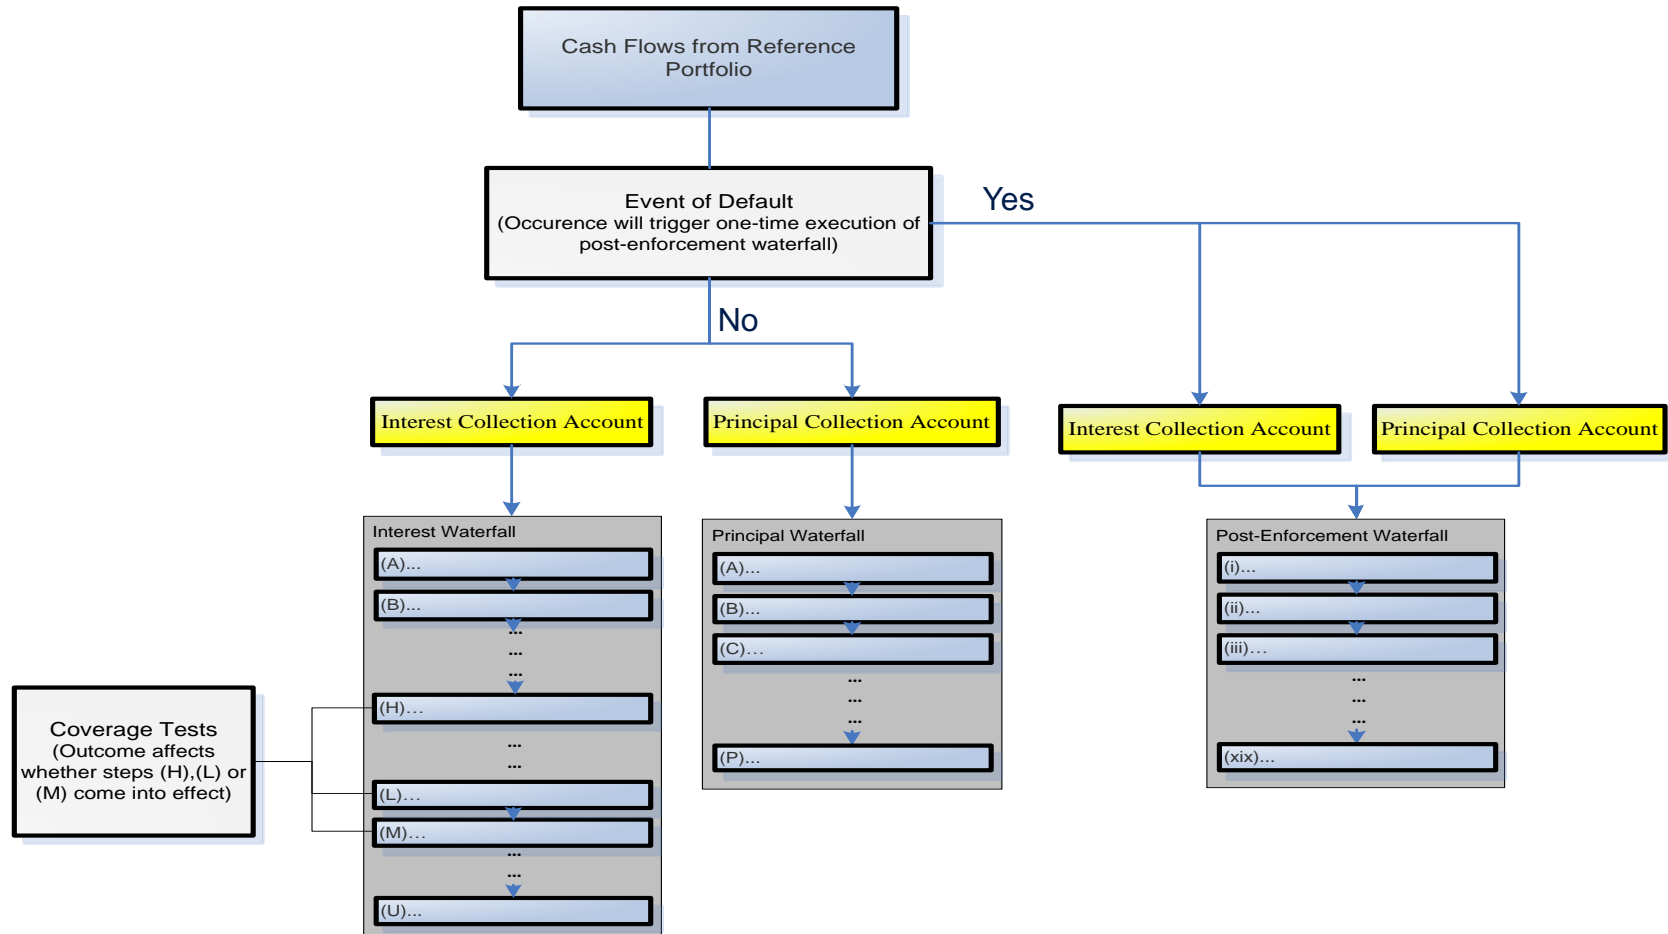 Cash Flows from Reference
Portfolio
Event of Default
(Occurence will trigger one-time execution of
post-enforcement waterfall)
Yes
No
Interest Collection Account
Principal Collection Account
Interest Collection Account
Principal Collection Account
Interest Waterfall
(A)...
(B)...
...
...
...
(H)...
...
...
(L)...
(M)...
...
...
(U)...
Coverage Tests
(Outcome affects
whether steps (H),(L) or
(M) come into effect)
Principal Waterfall
(A)...
(B)...
(C)...
...
...
...
(P)...
Post-Enforcement Waterfall
(i)...
(ii)...
(iii)...
...
...
...
(xix)...